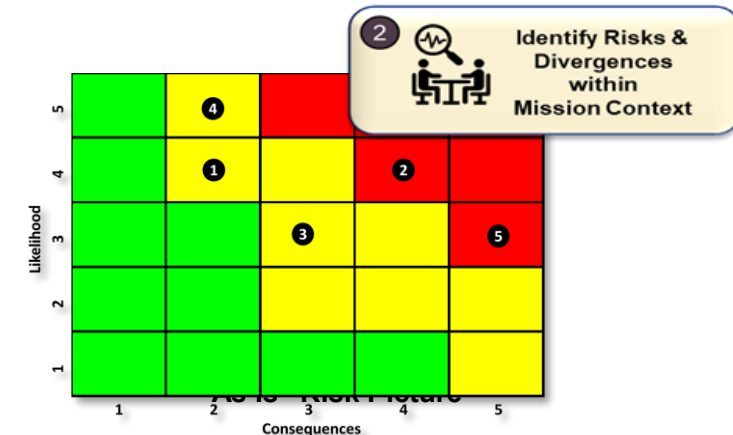 2
Identify Risks &
Divergences
within
Mission Context
5
4
4
1
2
Likelihood
3
3
5
2
1
1
2
3
4
5
Consequences